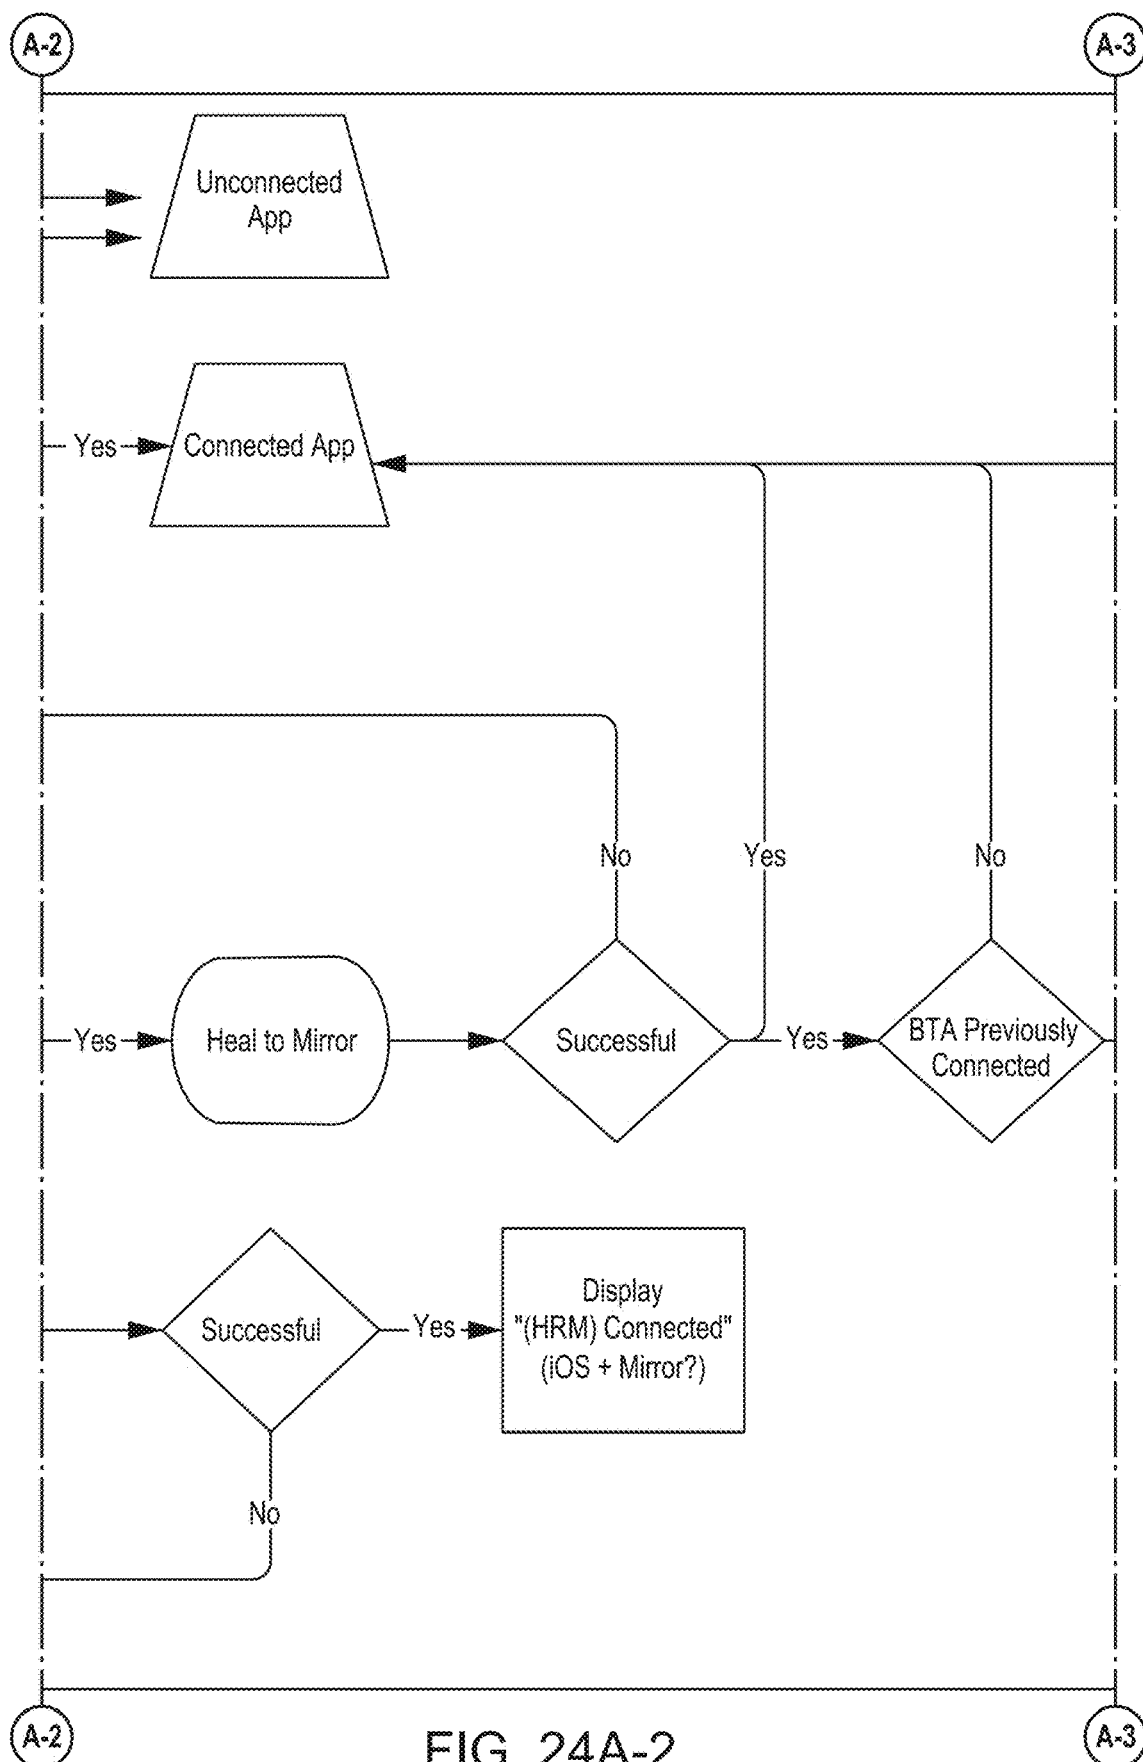 A-2
A-3
Unconnected
App
Yes
Connected App
No
Yes
No
Yes
Heal to Mirror
Successful
Yes
BTA Previously
Connected
Successful
Yes
Display
"(HRM) Connected"
(iOS + Mirror?)
No
A-2
FIG. 24A-2
A-3